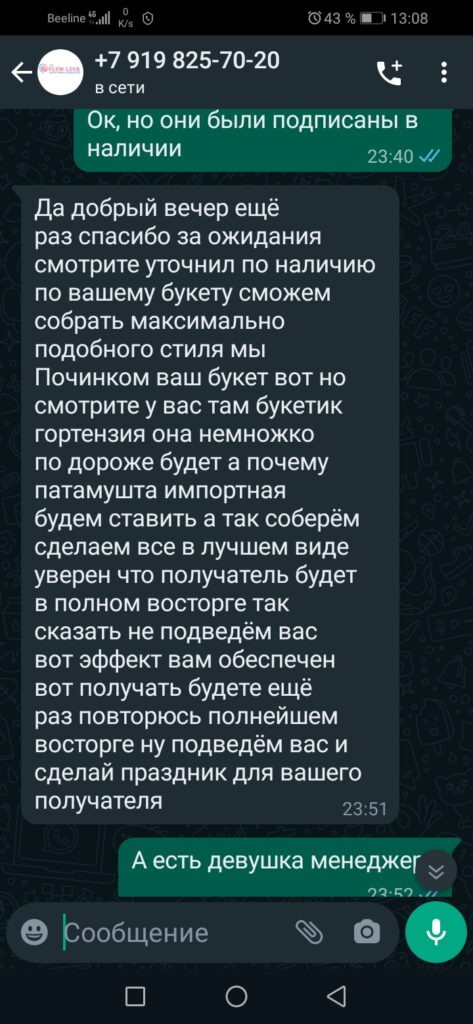 Beeline 4G 0 K/s 43 % 13:08
FLOW LOVE
+7 919 825-70-20
в сети
Ок, но они были подписаны в
наличии
23:40
Да добрый вечер ещё
раз спасибо за ожидания
смотрите уточнил по наличию
по вашему букету сможем
собрать максимально
подобного стиля мы
Починком ваш букет вот но
смотрите у вас там букетик
гортензия она немножко
по дороже будет а почему
патамушта импортная
будем ставить а так соберём
сделаем все в лучшем виде
уверен что получатель будет
в полном восторге так
сказать не подведём вас
вот эффект вам обеспечен
вот получать будете ещё
раз повторюсь полнейшем
восторге ну подведём вас и
сделай праздник для вашего
получателя
23:51
А есть девушка менеджер
23:52
Сообщение